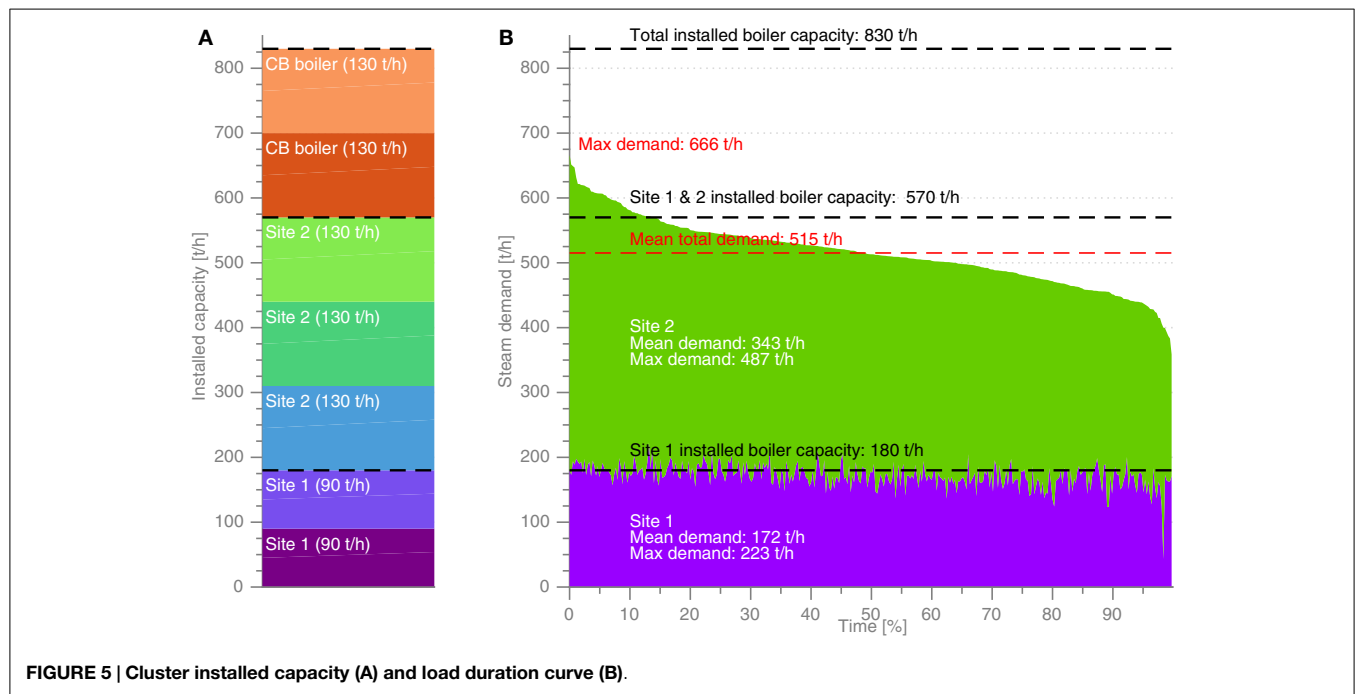 A
B
Total installed boiler capacity: 830 t/h
CB boiler (130 t/h)
CB boiler (130 t/h)
Site 2 (130 t/h)
Site 2 (130 t/h)
Site 2 (130 t/h)
Site 1 (90 t/h)
Site 1 (90 t/h)
Installed capacity [t/h]
800
700
600
500
400
300
200
100
0
Max demand: 666 t/h
Site 1 & 2 installed boiler capacity: 570 t/h
Mean total demand: 515 t/h
Site 2
Mean demand: 343 t/h
Max demand: 487 t/h
Site 1 installed boiler capacity: 180 t/h
Site 1
Mean demand: 172 t/h
Max demand: 223 t/h
Steam demand [t/h]
800
700
600
500
400
300
200
100
0
0 10 20 30 40 50 60 70 80 90
Time [%]
FIGURE 5 | Cluster installed capacity (A) and load duration curve (B).